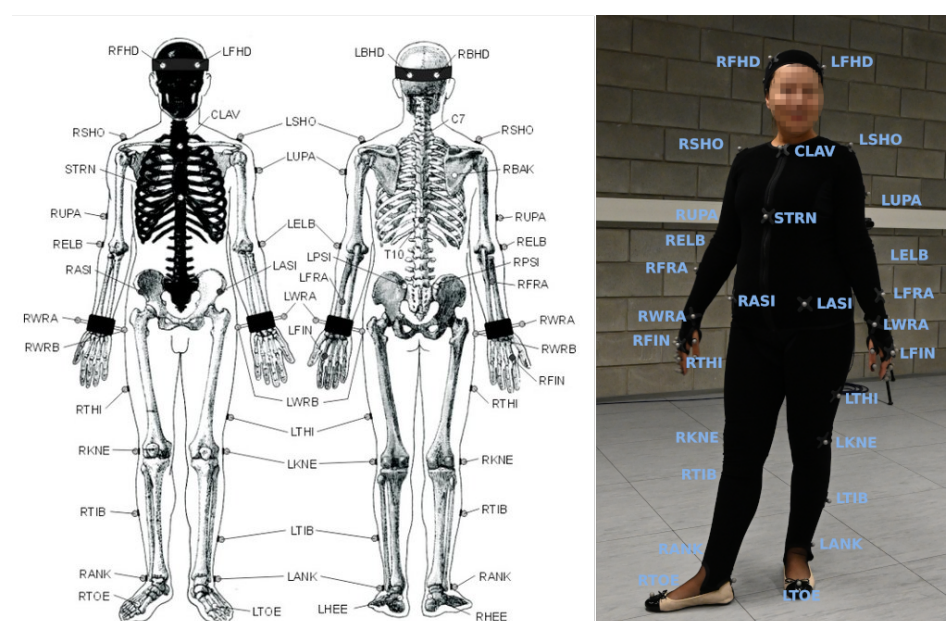 RFHD
LFHD
CLAV
RSHO
LSHO
STRN
LUPA
RUPA
RELB
LELB
RASI
LASI
LWRA
RWRA
LFIN
RWRB
LWRB
RTHI
LTHI
RKNE
LKNE
RTIB
LTIB
RANK
LANK
RTOE
LTOE
LBHD
RBHD
C7
RSHO
RBAK
RUPA
T10
RELB
LPSI
RPSI
LFRA
RFRA
RWRA
RWRB
RFIN
RTHI
RKNE
RTIB
RANK
LHEE
RHEE
RFHD
LFHD
RSHO
LSHO
CLAV
LUPA
RUPA
STRN
RELB
LELB
RFRA
LFRA
RASI
LASI
RWRA
LWRA
RFIN
LFIN
RTHI
LTHI
RKNE
LKNE
RTIB
LTIB
RANK
LANK
RTOE
LTOE